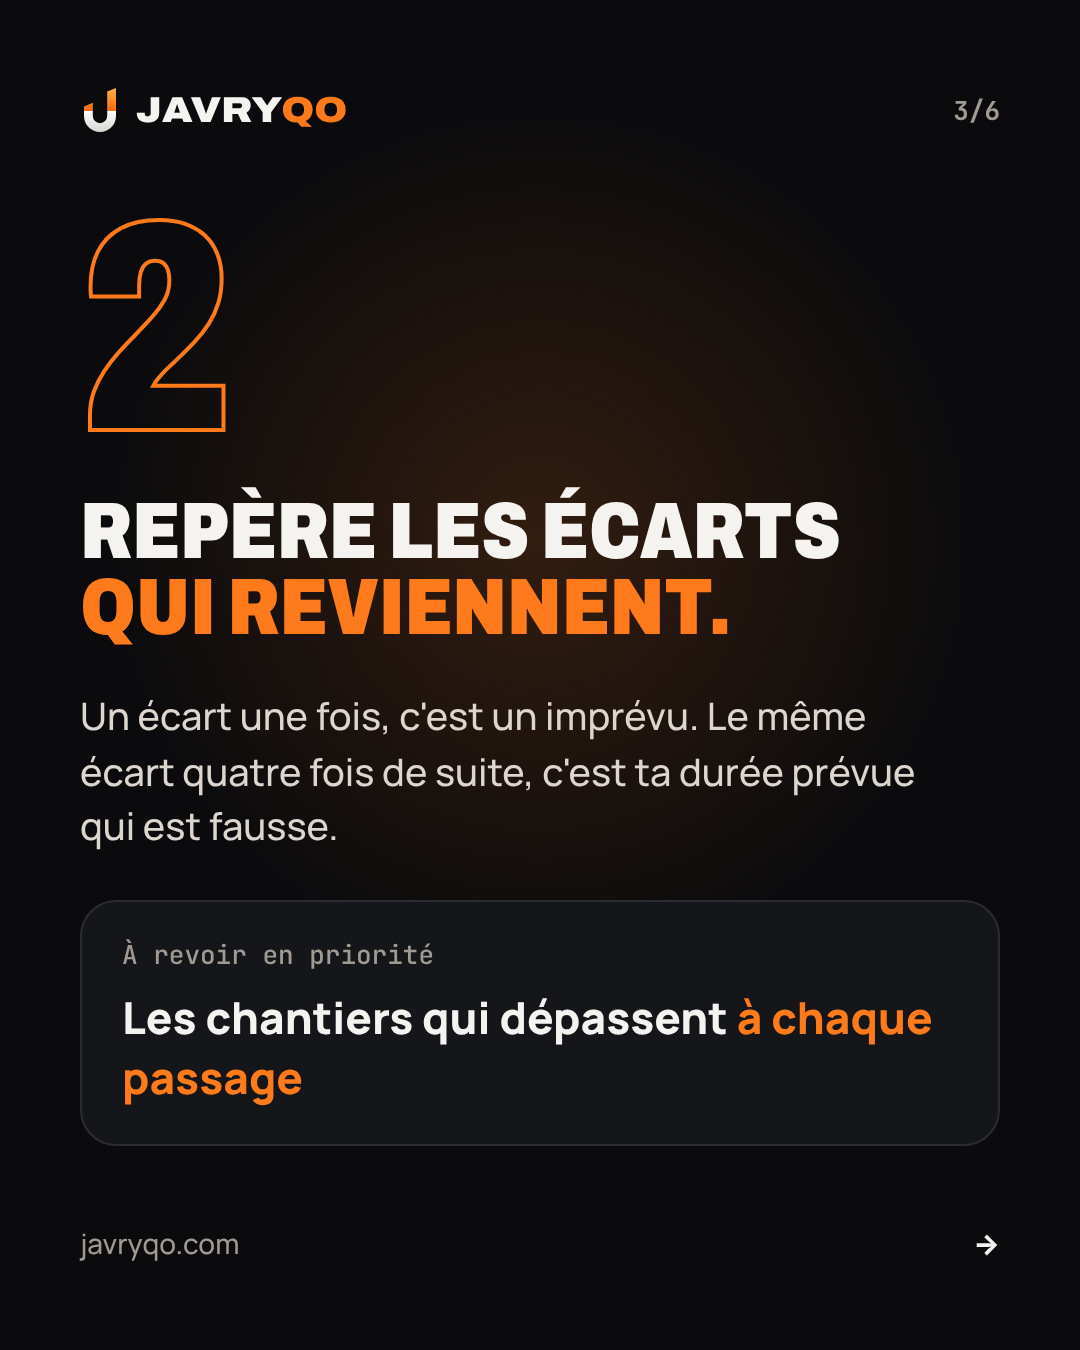 JAVRYQO
3/6
2
REPÈRE LES ÉCARTS
QUI REVIENNENT.
Un écart une fois, c'est un imprévu. Le même
écart quatre fois de suite, c'est ta durée prévue
qui est fausse.
À revoir en priorité
Les chantiers qui dépassent à chaque
passage
javryqo.com
→